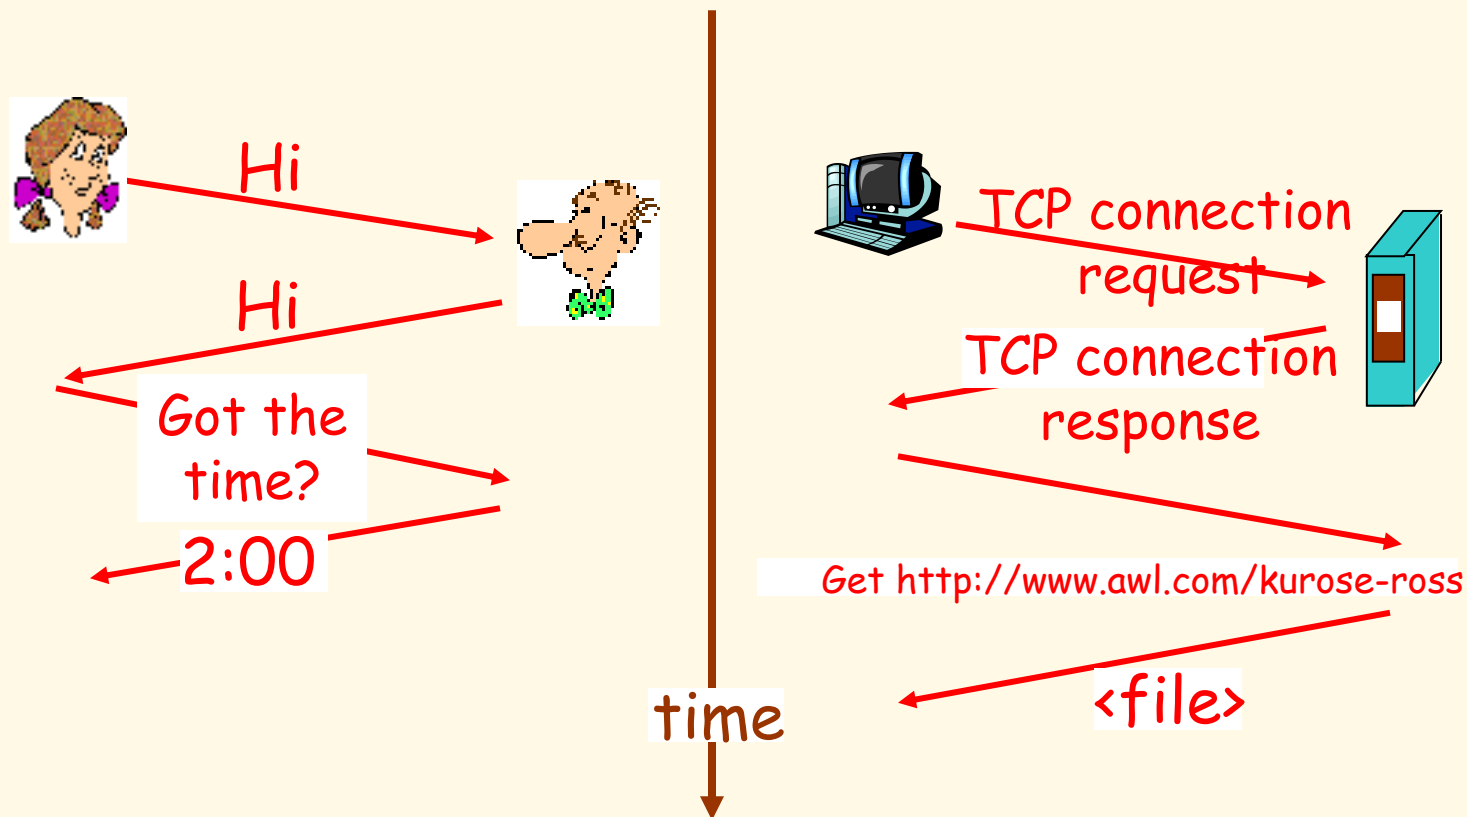 Hi
Hi
Got the
time?
2:00
time
TCP connection
request
TCP connection
response
Get http://www.awl.com/kurose-ross
<file>